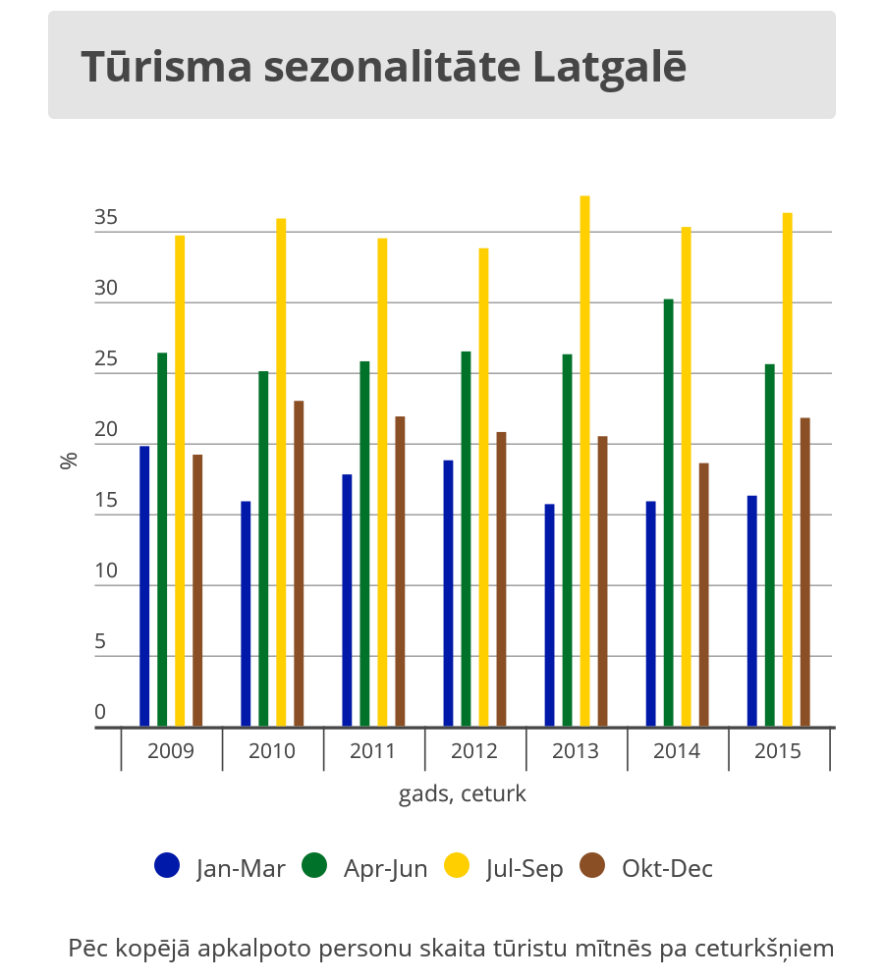 Tūrisma sezonalitāte Latgalē
35
30
25
20
%
15
10
5
0
2009 2010 2011 2012 2013 2014 2015
gads, ceturk
Jan-Mar Apr-Jun Jul-Sep Okt-Dec
Pēc kopējā apkalpoto personu skaita tūristu mītnēs pa ceturkšņiem